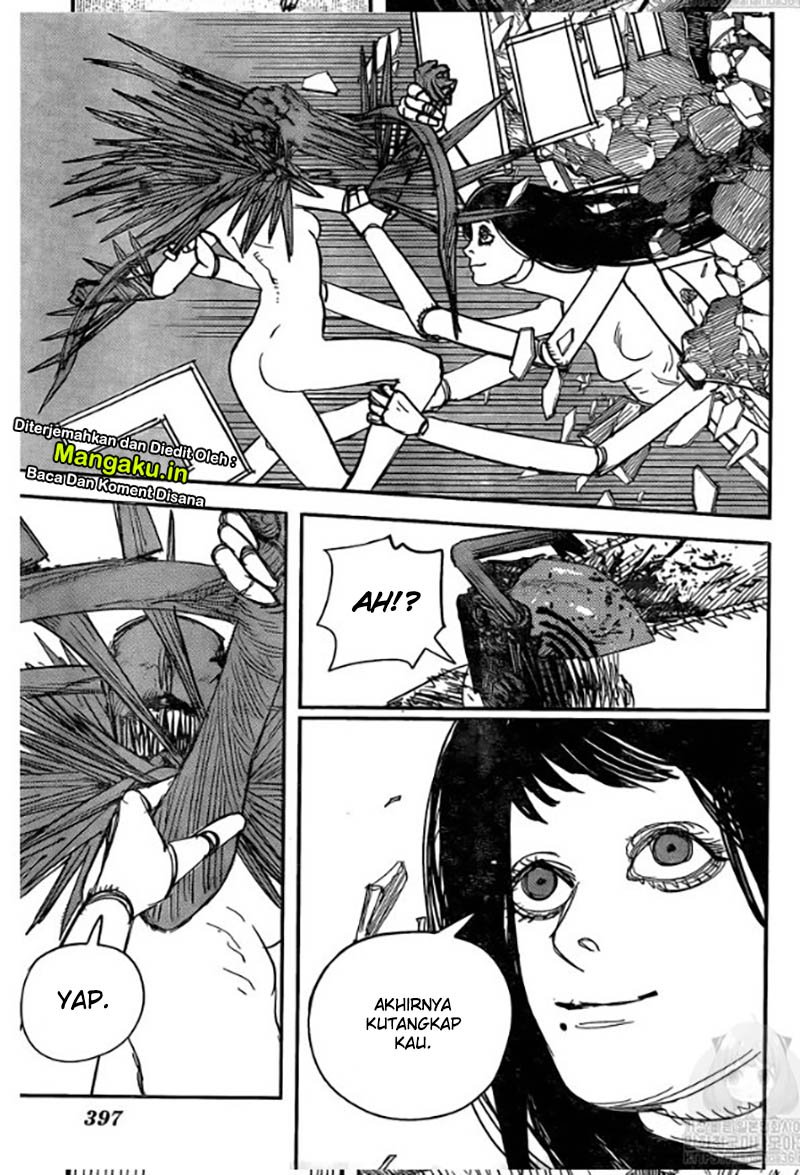 Diterjemahkan dan Diedit Oleh :
Mangaku.in
Baca Dan Koment Disana
AH!?
YAP.
AKHIRNYA
KUTANGKAP
KAU.
397